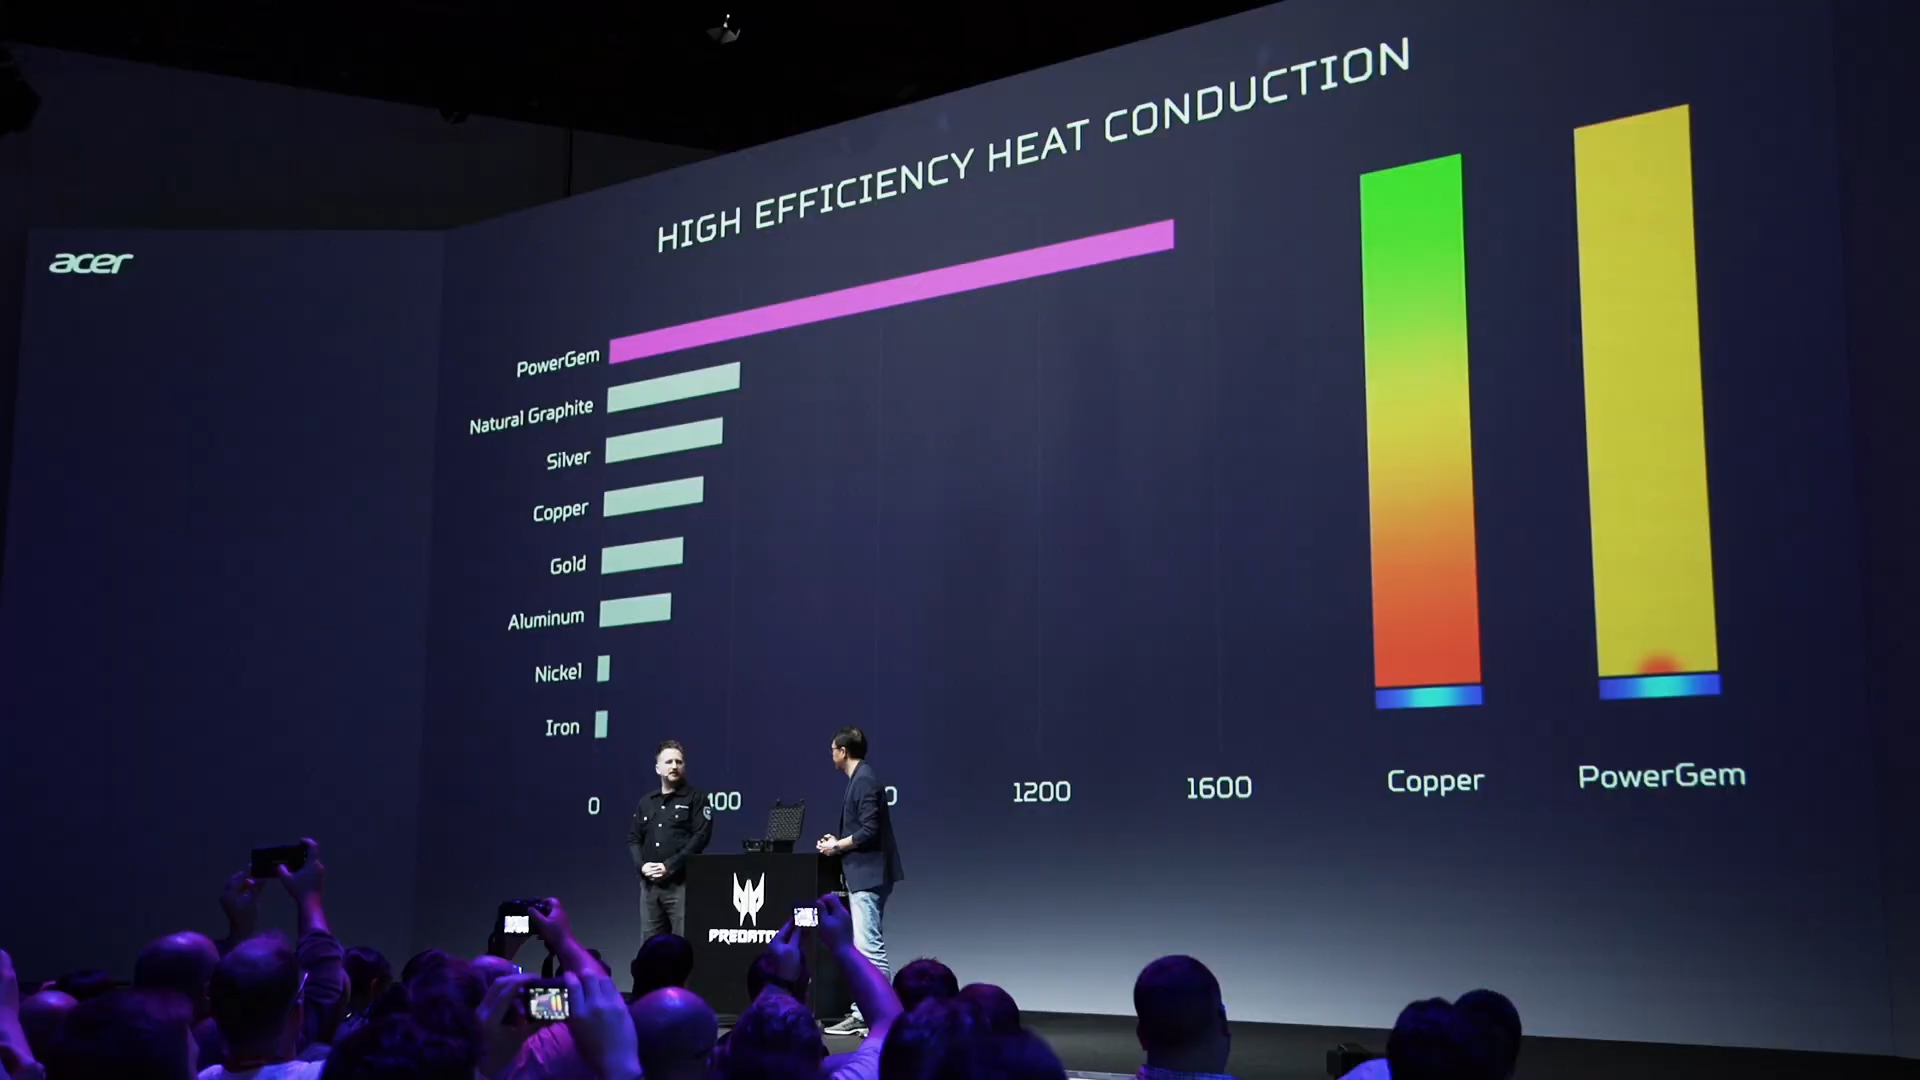 HIGH EFFICIENCY HEAT CONDUCTION
acer
PowerGem
Natural Graphite
Silver
Copper
Gold
Aluminum
Nickel
Iron
0
1200
1600
Copper
PowerGem
PREDATO